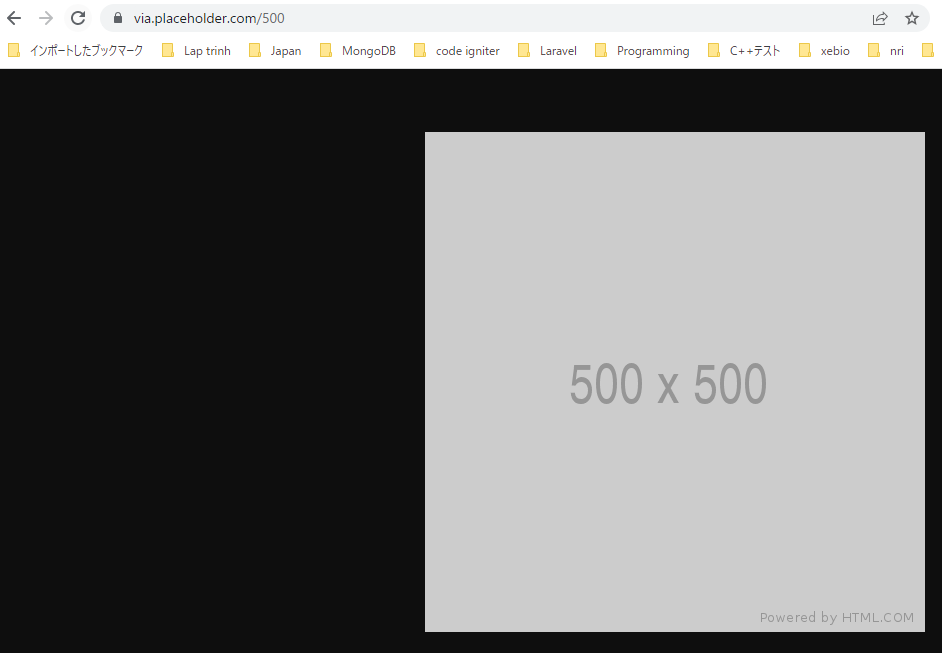 via.placeholder.com/500
インポートしたブックマーク Lap trinh Japan MongoDB code igniter Laravel Programming C++テスト xebio nri
500 x 500
Powered by HTML.COM